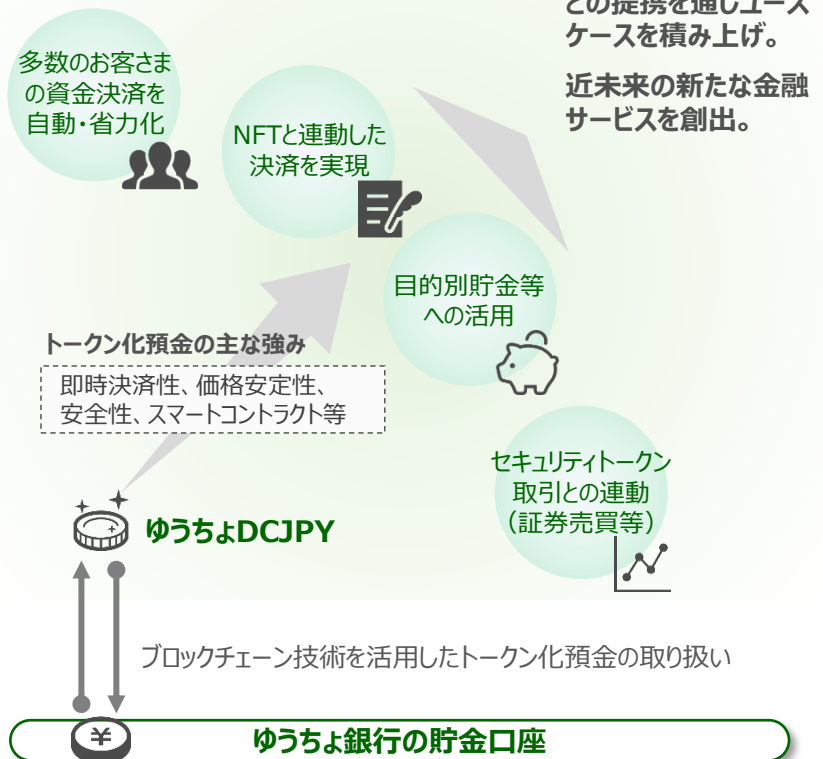 との提携を通じユース
ケースを積み上げ。
近未来の新たな金融
サービスを創出。
多数のお客さま
の資金決済を
自動・省力化
NFTと連動した
決済を実現
目的別貯金等
への活用
トークン化預金の主な強み
即時決済性、価格安定性、
安全性、スマートコントラクト等
セキュリティトークン
取引との連動
（証券売買等）
ゆうちょDCJPY
ブロックチェーン技術を活用したトークン化預金の取り扱い
¥
ゆうちょ銀行の貯金口座